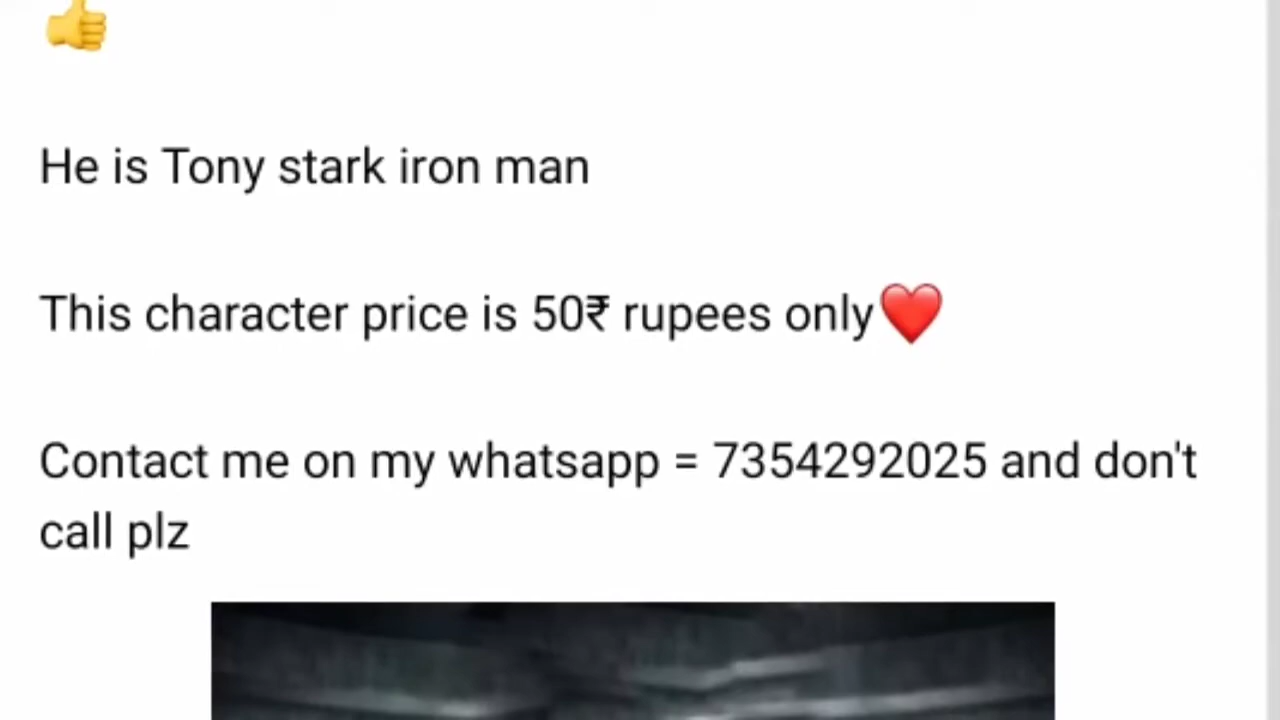 👍
He is Tony stark iron man
This character price is 50₹ rupees only❤️
Contact me on my whatsapp = 7354292025 and don't
call plz